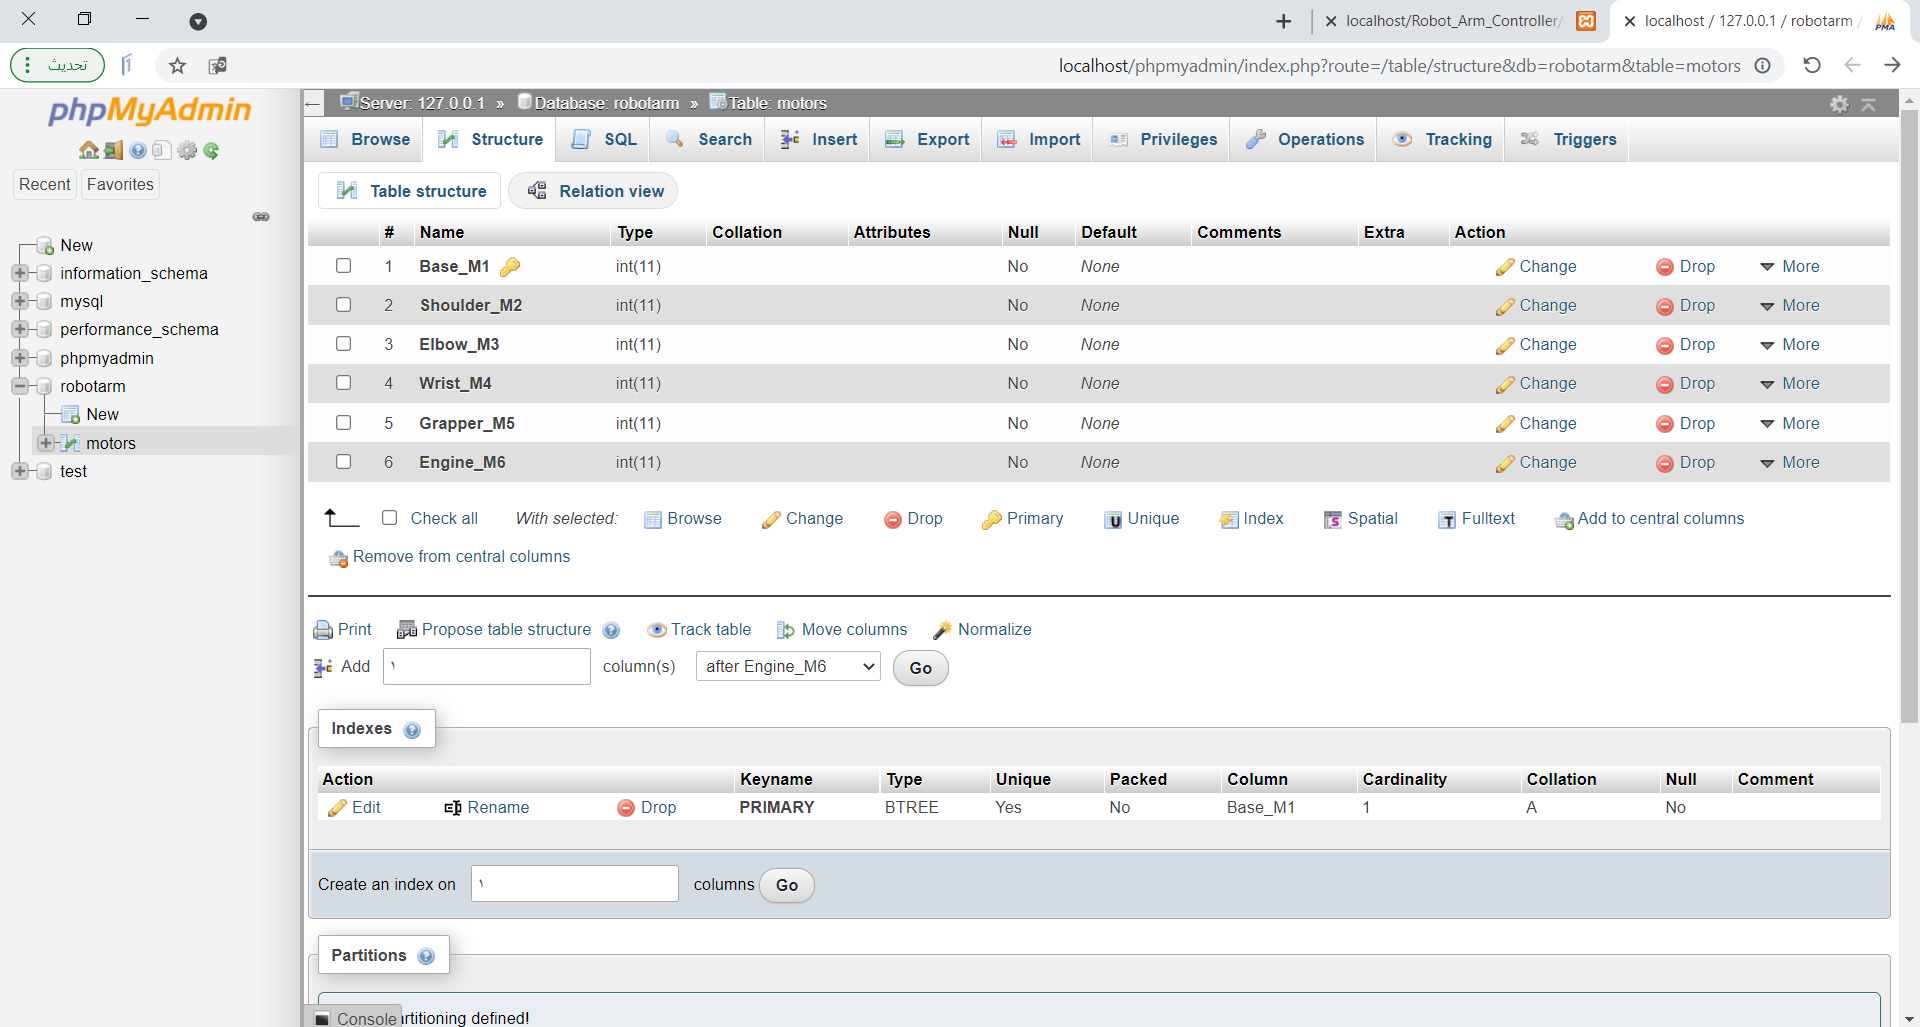 localhost/Robot_Arm_Controller/
localhost / 127.0.0.1 / robotarm /
تحديث
localhost/phpmyadmin/index.php?route=/table/structure&db=robotarm&table=motors
phpMyAdmin
Recent Favorites
New
information_schema
mysql
performance_schema
phpmyadmin
robotarm
New
motors
test
Server: 127.0.0.1 » Database: robotarm » Table: motors
Browse Structure SQL Search Insert Export Import Privileges Operations Tracking Triggers
Table structure Relation view
# Name Type Collation Attributes Null Default Comments Extra Action
1 Base_M1 int(11) No None Change Drop More
2 Shoulder_M2 int(11) No None Change Drop More
3 Elbow_M3 int(11) No None Change Drop More
4 Wrist_M4 int(11) No None Change Drop More
5 Grapper_M5 int(11) No None Change Drop More
6 Engine_M6 int(11) No None Change Drop More
Check all With selected: Browse Change Drop Primary Unique Index Spatial Fulltext Add to central columns
Remove from central columns
Print Propose table structure Track table Move columns Normalize
Add ١ column(s) after Engine_M6 Go
Indexes
Action Keyname Type Unique Packed Column Cardinality Collation Null Comment
Edit Rename Drop PRIMARY BTREE Yes No Base_M1 1 A No
Create an index on ١ columns Go
Partitions
Console
rtitioning defined!